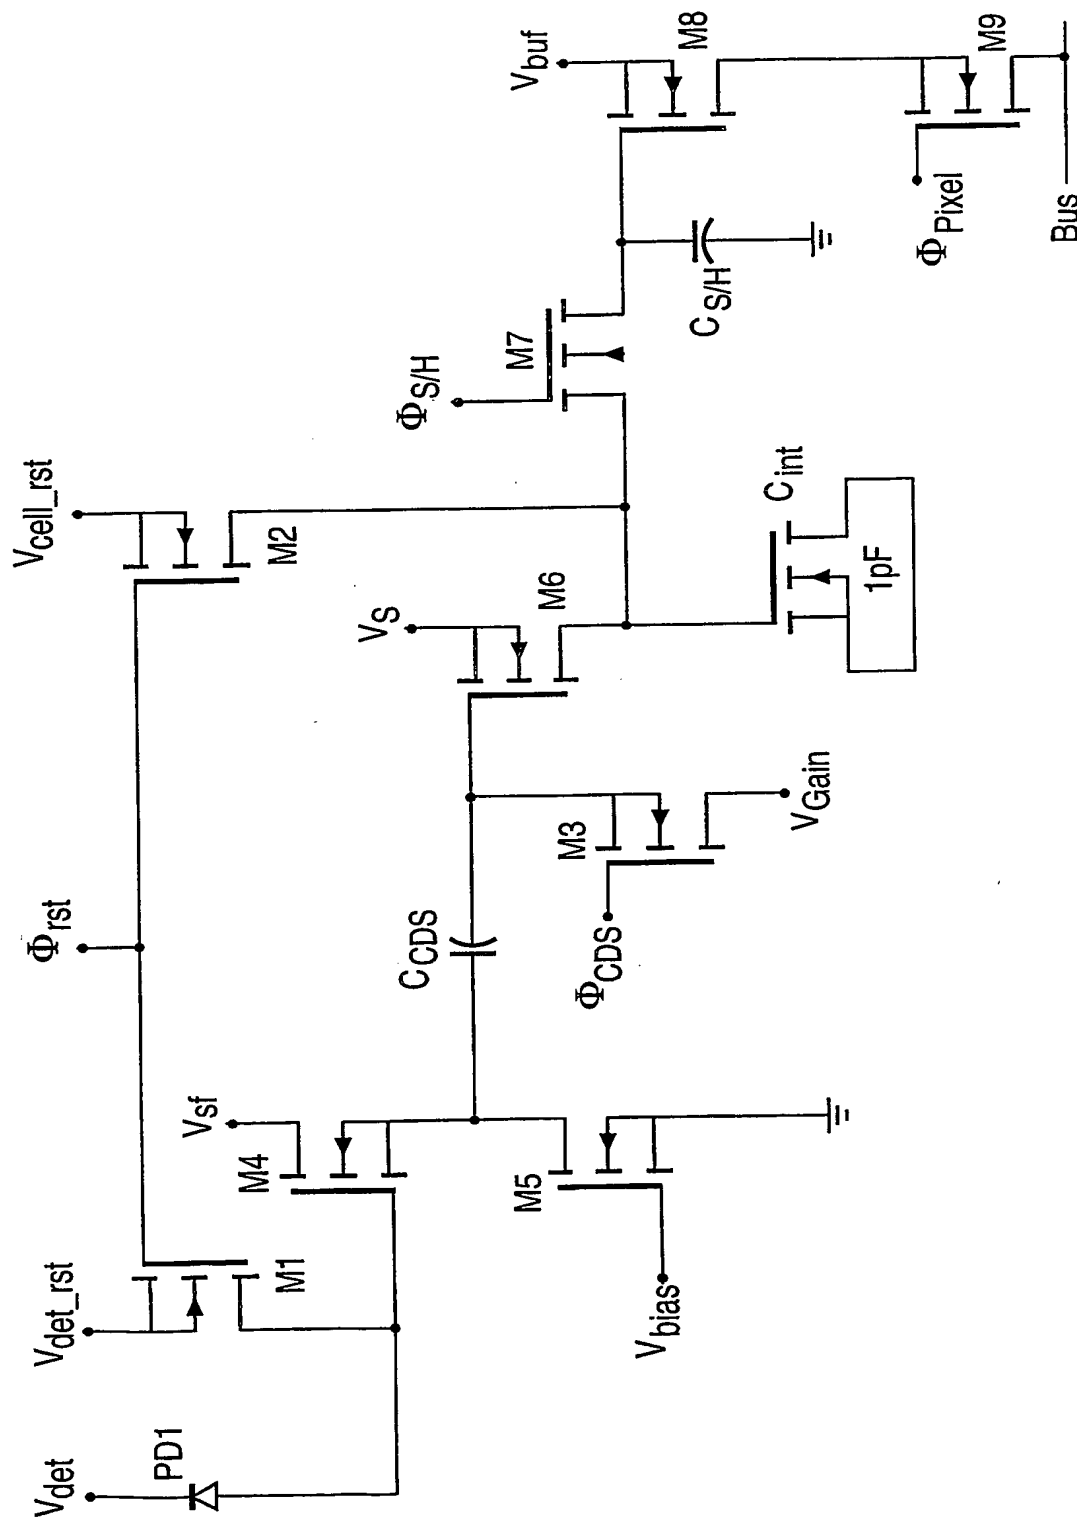 Vdet
PD1
Vdet_rst
M1
Φrst
Vcell_rst
M2
Vsf
M4
M5
Vbias
CCDS
ΦCDS
M3
VGain
VS
M6
Cint
1pF
ΦS/H
M7
CS/H
Vbuf
M8
ΦPixel
M9
Bus